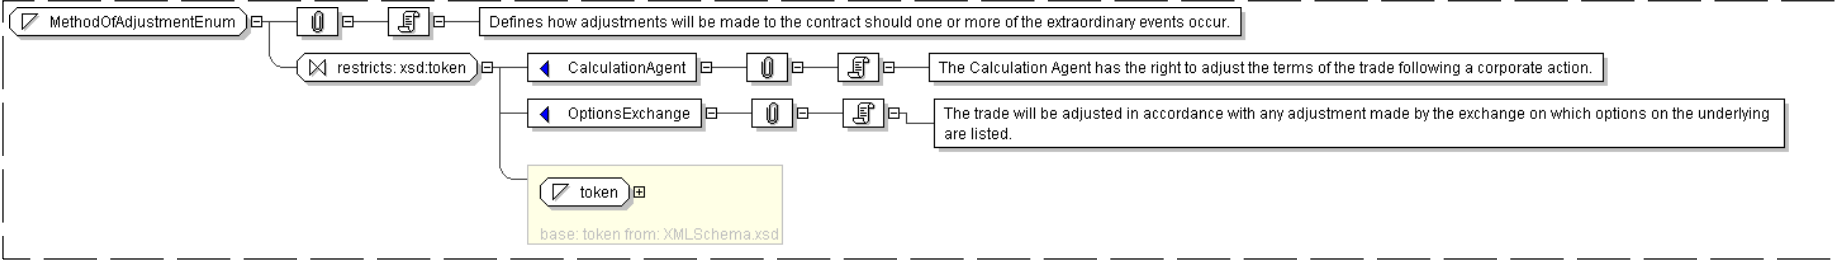 MethodOfAdjustmentEnum
Defines how adjustments will be made to the contract should one or more of the extraordinary events occur.
restricts: xsd:token
CalculationAgent
The Calculation Agent has the right to adjust the terms of the trade following a corporate action.
OptionsExchange
The trade will be adjusted in accordance with any adjustment made by the exchange on which options on the underlying
are listed.
token
base: token from: XMLSchema.xsd